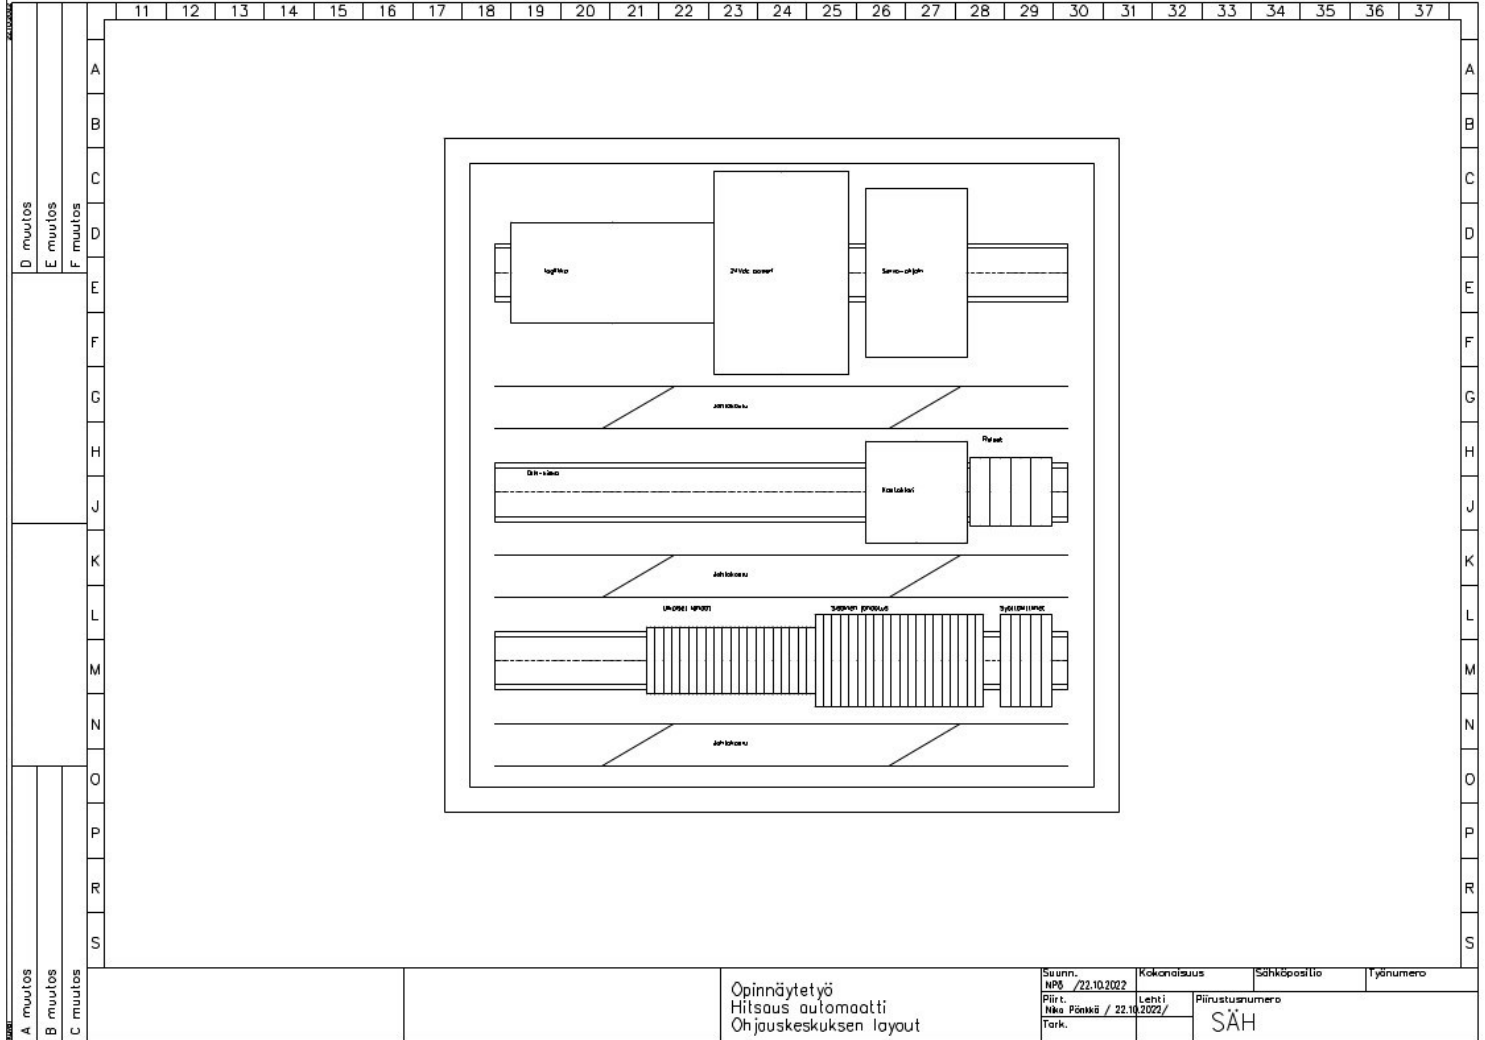 11 12 13 14 15 16 17 18 19 20 21 22 23 24 25 26 27 28 29 30 31 32 33 34 35 36 37
A A
B B
C C
D D
E E
F F
G G
H H
J J
K K
L L
M M
N N
O O
P P
R R
S S
D muutos
E muutos
F muutos
A muutos
B muutos
C muutos
Logiikka
24Vdc
Servo-ohjain
Johtokouru
Releet
Din-kisko
Kontaktori
Johtokouru
Johtokouru
Opinnäytetyö
Hitsaus automaatti
Ohjauskeskuksen layout
Suunn. Kokonaisuus Sähköposilio Työnumero
NPö /22.10.2022
Piirt. Lehti Piirustusnumero
Niko Pönkkö / 22.10.2022/
SÄH
Tark.